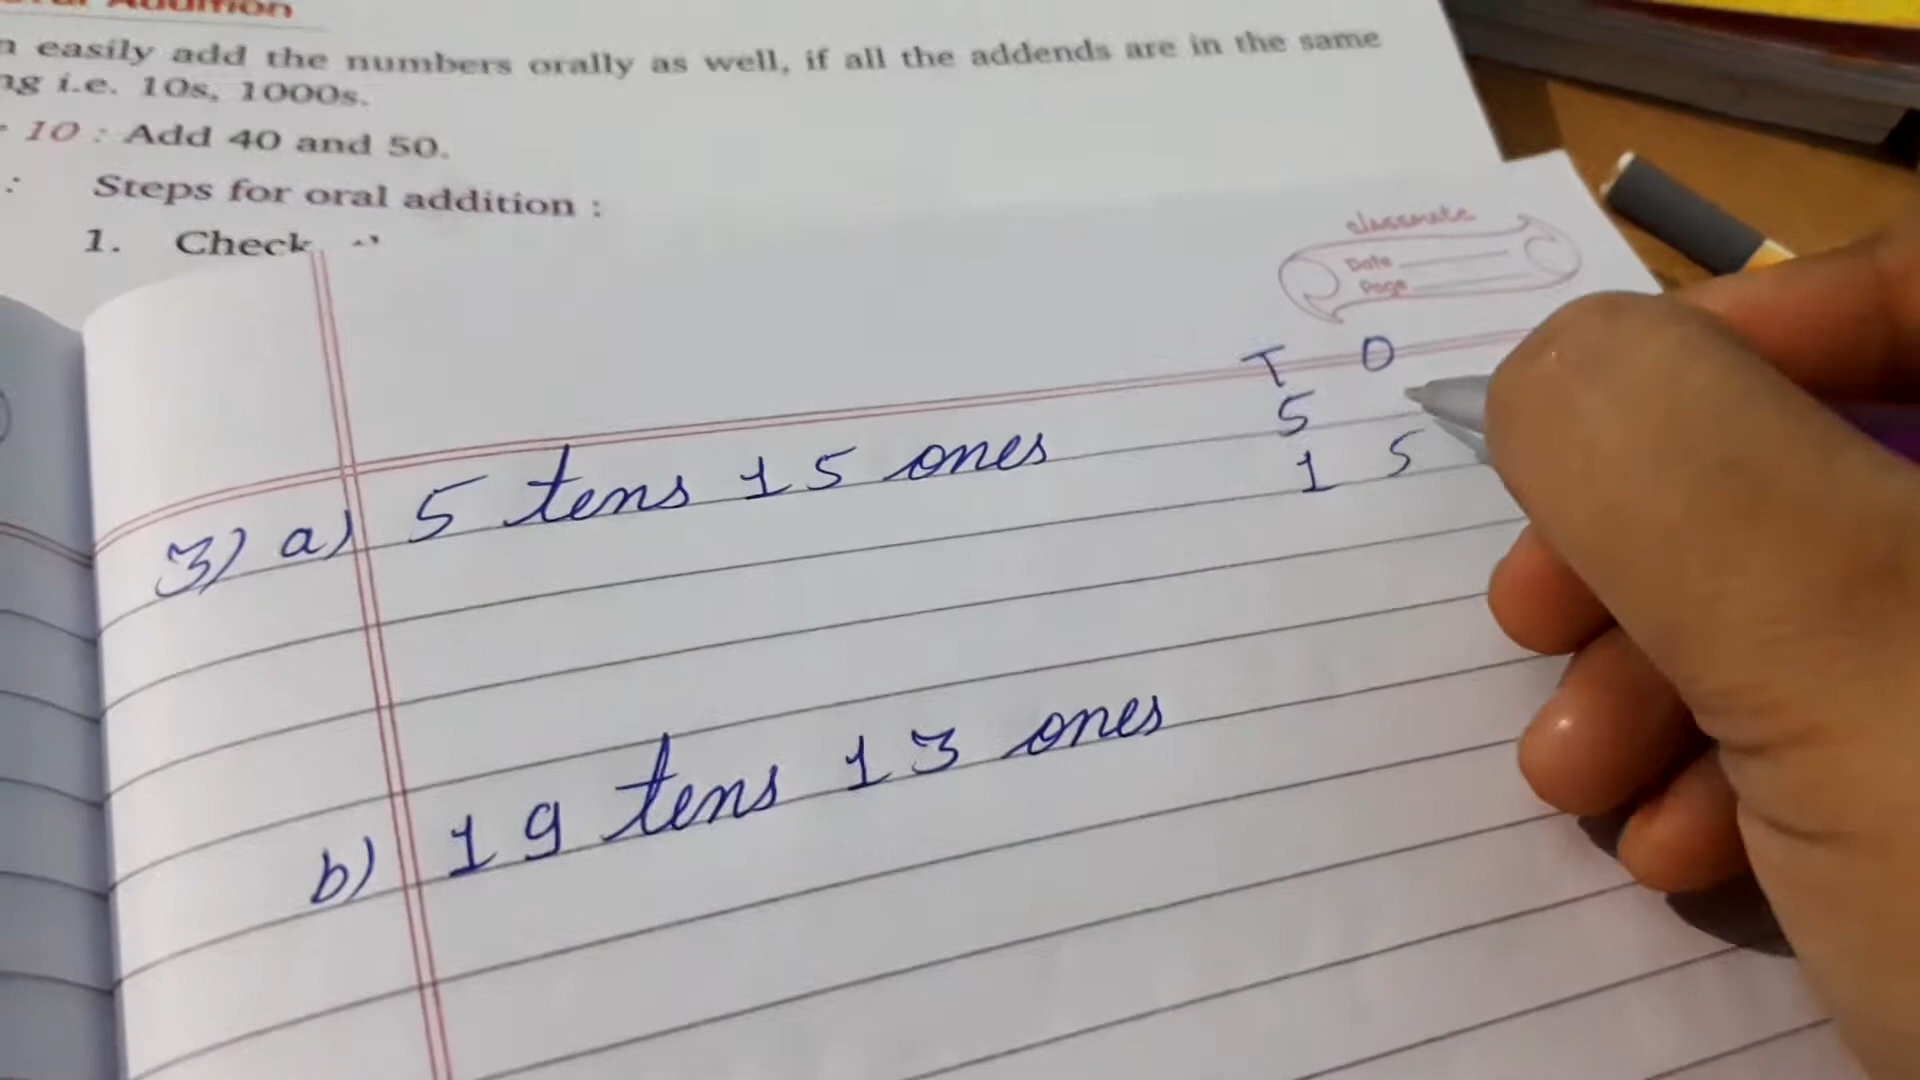 Addition
easily add the numbers orally as well, if all the addends are in the same
i.e. 10s, 1000s.
10 : Add 40 and 50.
: Steps for oral addition :
1. Check
classmate
Date
Page
T O
5
1 5
3) a) 5 tens 15 ones
b) 19 tens 13 ones